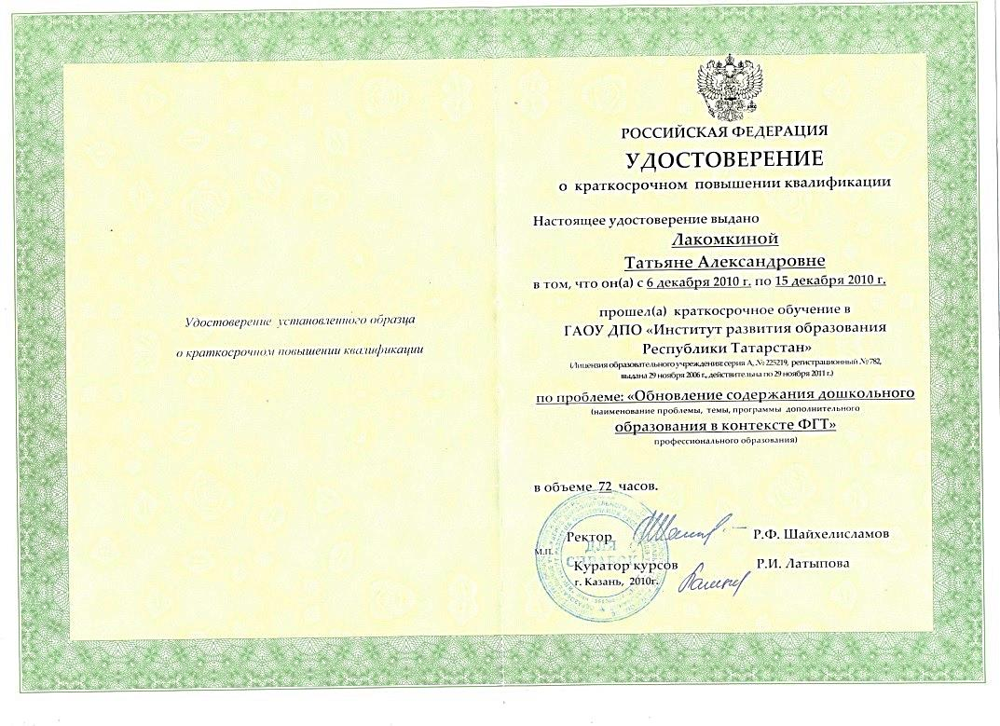 Удостоверение установленного образца
о краткосрочном повышении квалификации
РОССИЙСКАЯ ФЕДЕРАЦИЯ
УДОСТОВЕРЕНИЕ
о краткосрочном повышении квалификации
Настоящее удостоверение выдано
Лакомкиной
Татьяне Александровне
в том, что он(а) с 6 декабря 2010 г. по 15 декабря 2010 г.
прошел(а) краткосрочное обучение в
ГАОУ ДПО «Институт развития образования
Республики Татарстан»
(Лицензия образовательного учреждения: серия А, № 225219, регистрационный № 782,
выдана 29 ноября 2006 г., действительна по 29 ноября 2011 г.)
по проблеме: «Обновление содержания дошкольного
(наименование проблемы, темы, программы дополнительного
образования в контексте ФГТ»
профессионального образования)
в объеме 72 часов.
Ректор Р.Ф. Шайхелисламов
М.П.
ДЛЯ
СПРАВОК
Куратор курсов Р.И. Латыпова
г. Казань, 2010г.